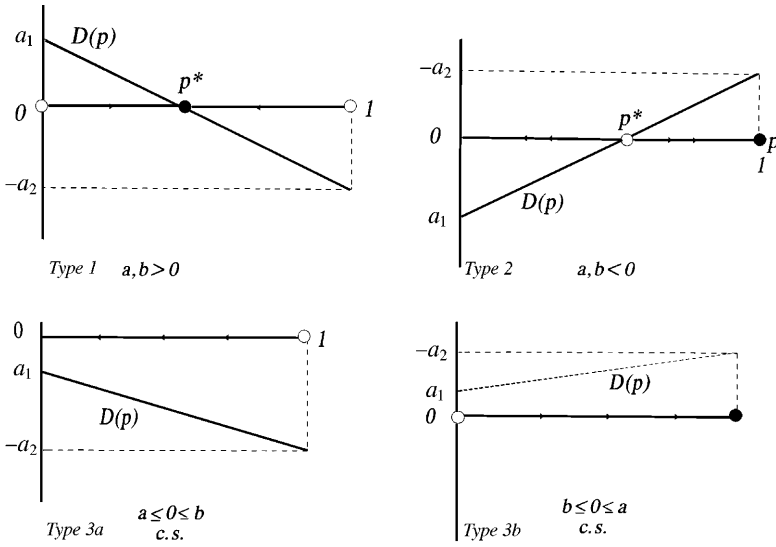 a₁
D(p)
p*
0
1
−a₂
Type 1 a, b > 0
−a₂
0
p*
p
1
a₁
D(p)
Type 2 a, b < 0
0
1
a₁
D(p)
−a₂
Type 3a
a ≤ 0 ≤ b
c.s.
−a₂
a₁
D(p)
0
Type 3b
b ≤ 0 ≤ a
c.s.